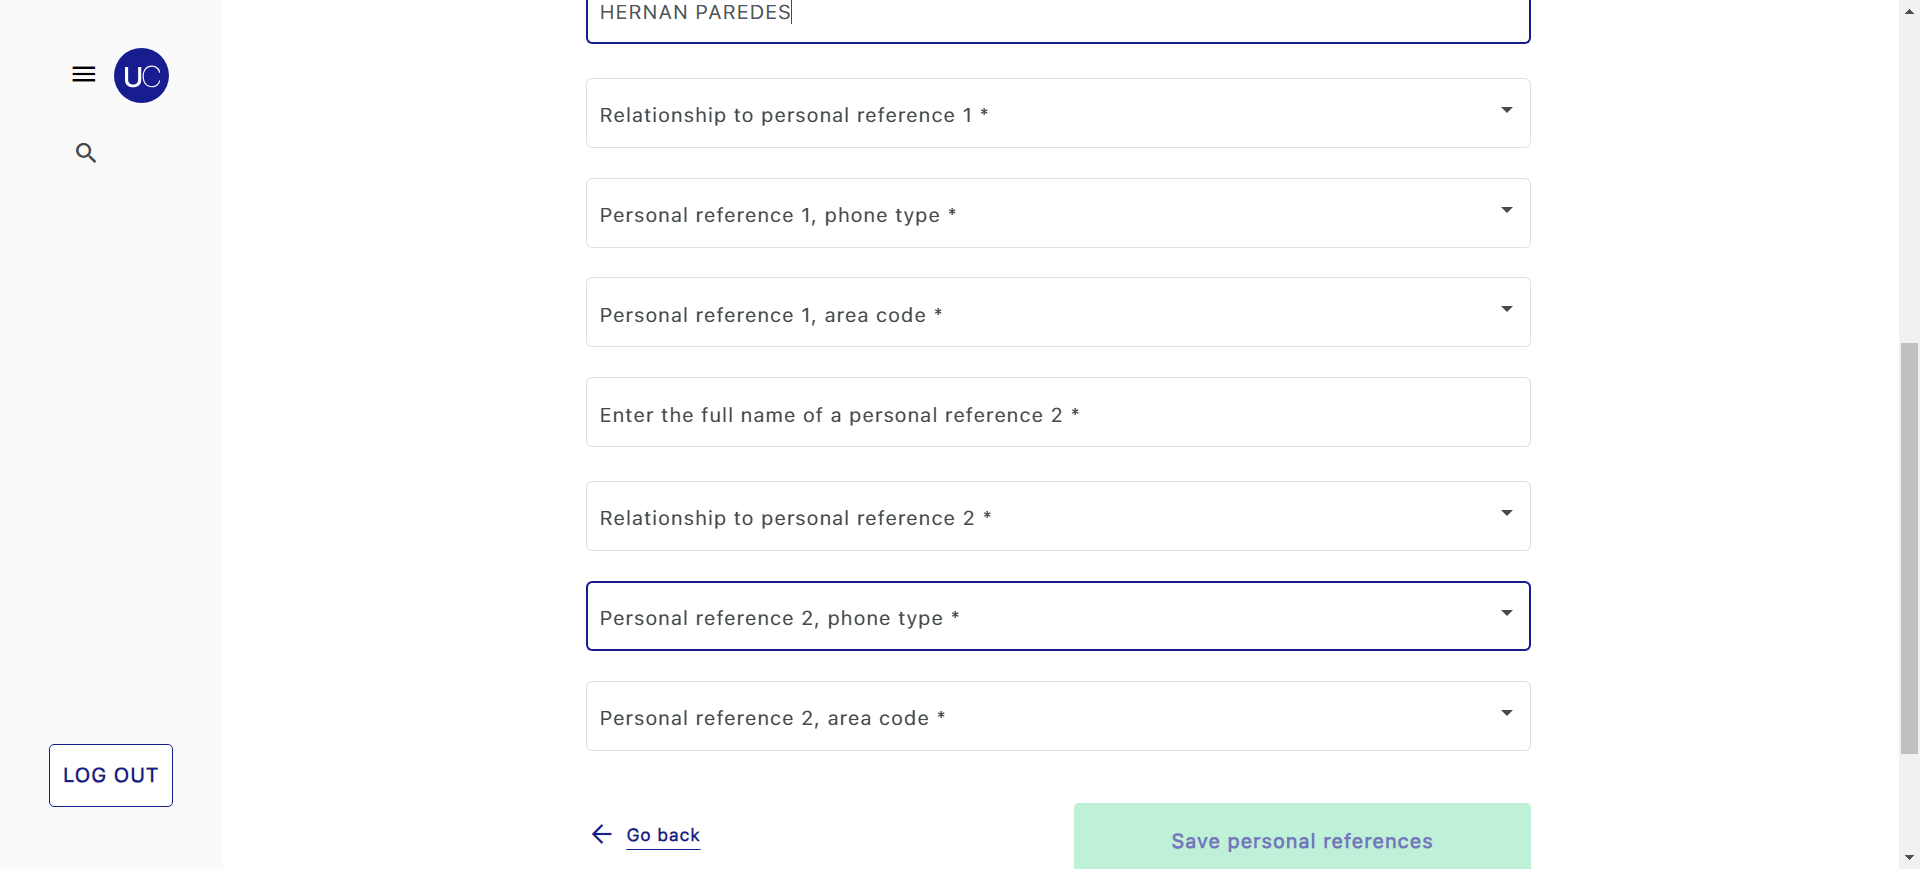 HERNAN PAREDES
UC
Relationship to personal reference 1 *
Personal reference 1, phone type *
Personal reference 1, area code *
Enter the full name of a personal reference 2 *
Relationship to personal reference 2 *
Personal reference 2, phone type *
Personal reference 2, area code *
LOG OUT
Go back
Save personal references